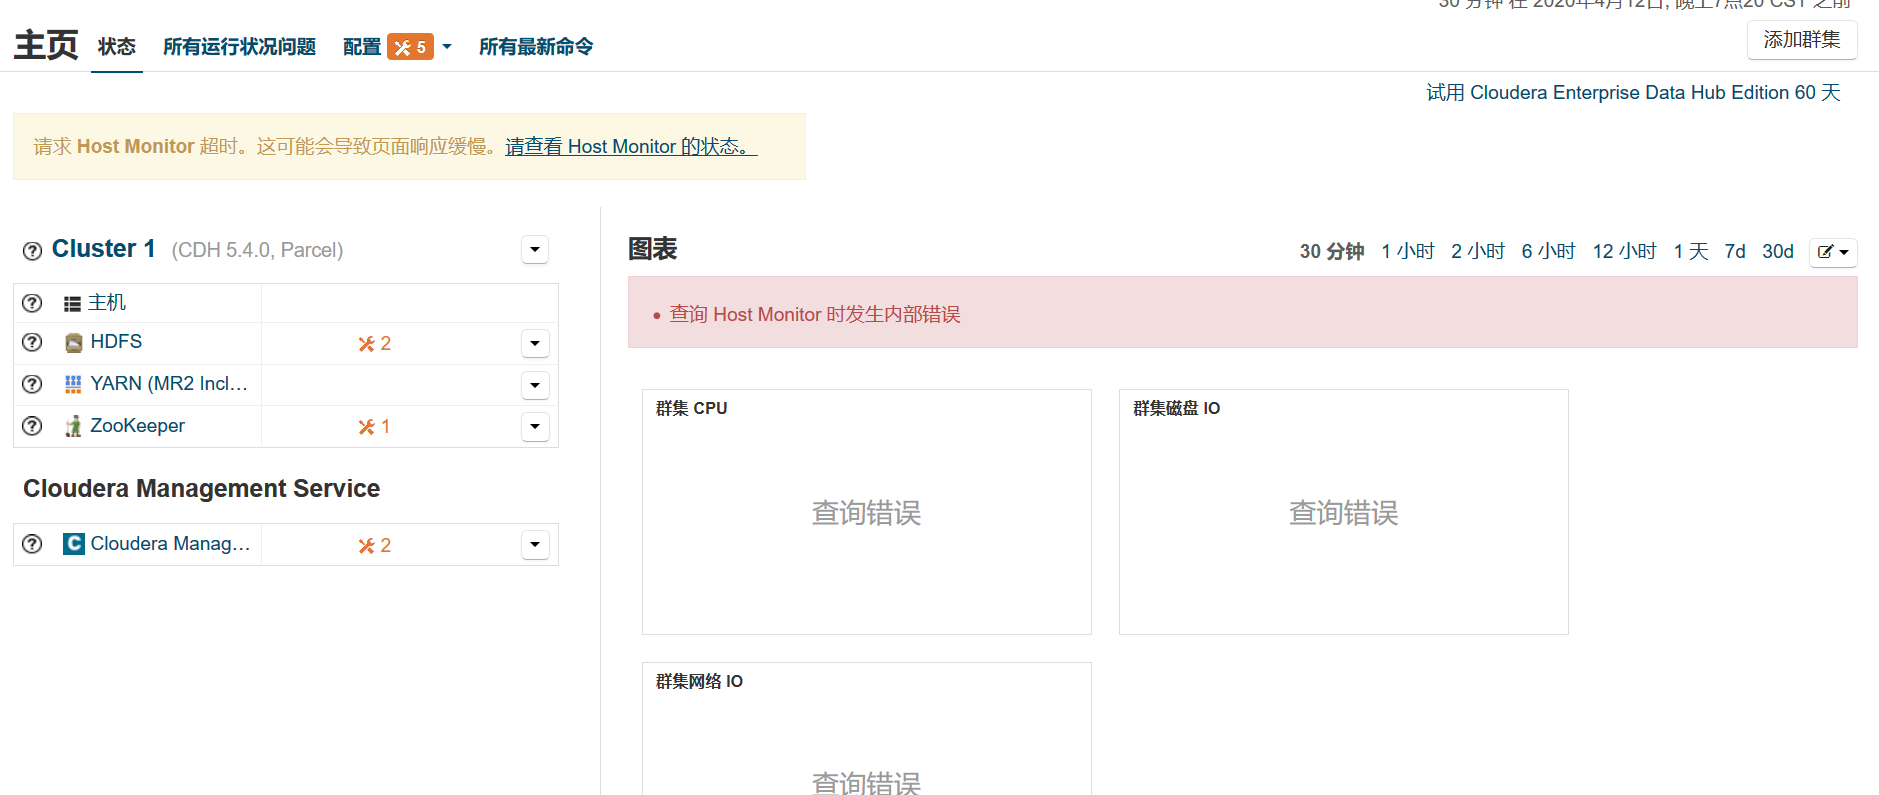 30 分钟 在 2020年4月12日, 晚上7点20 CST 之前
主页 状态 所有运行状况问题 配置 5 所有最新命令
添加群集
试用 Cloudera Enterprise Data Hub Edition 60 天
请求 Host Monitor 超时。这可能会导致页面响应缓慢。请查看 Host Monitor 的状态。
Cluster 1 (CDH 5.4.0, Parcel)
主机
HDFS 2
YARN (MR2 Incl...
ZooKeeper 1
Cloudera Management Service
Cloudera Manag... 2
图表
30 分钟 1 小时 2 小时 6 小时 12 小时 1 天 7d 30d
查询 Host Monitor 时发生内部错误
群集 CPU
查询错误
群集磁盘 IO
查询错误
群集网络 IO
查询错误